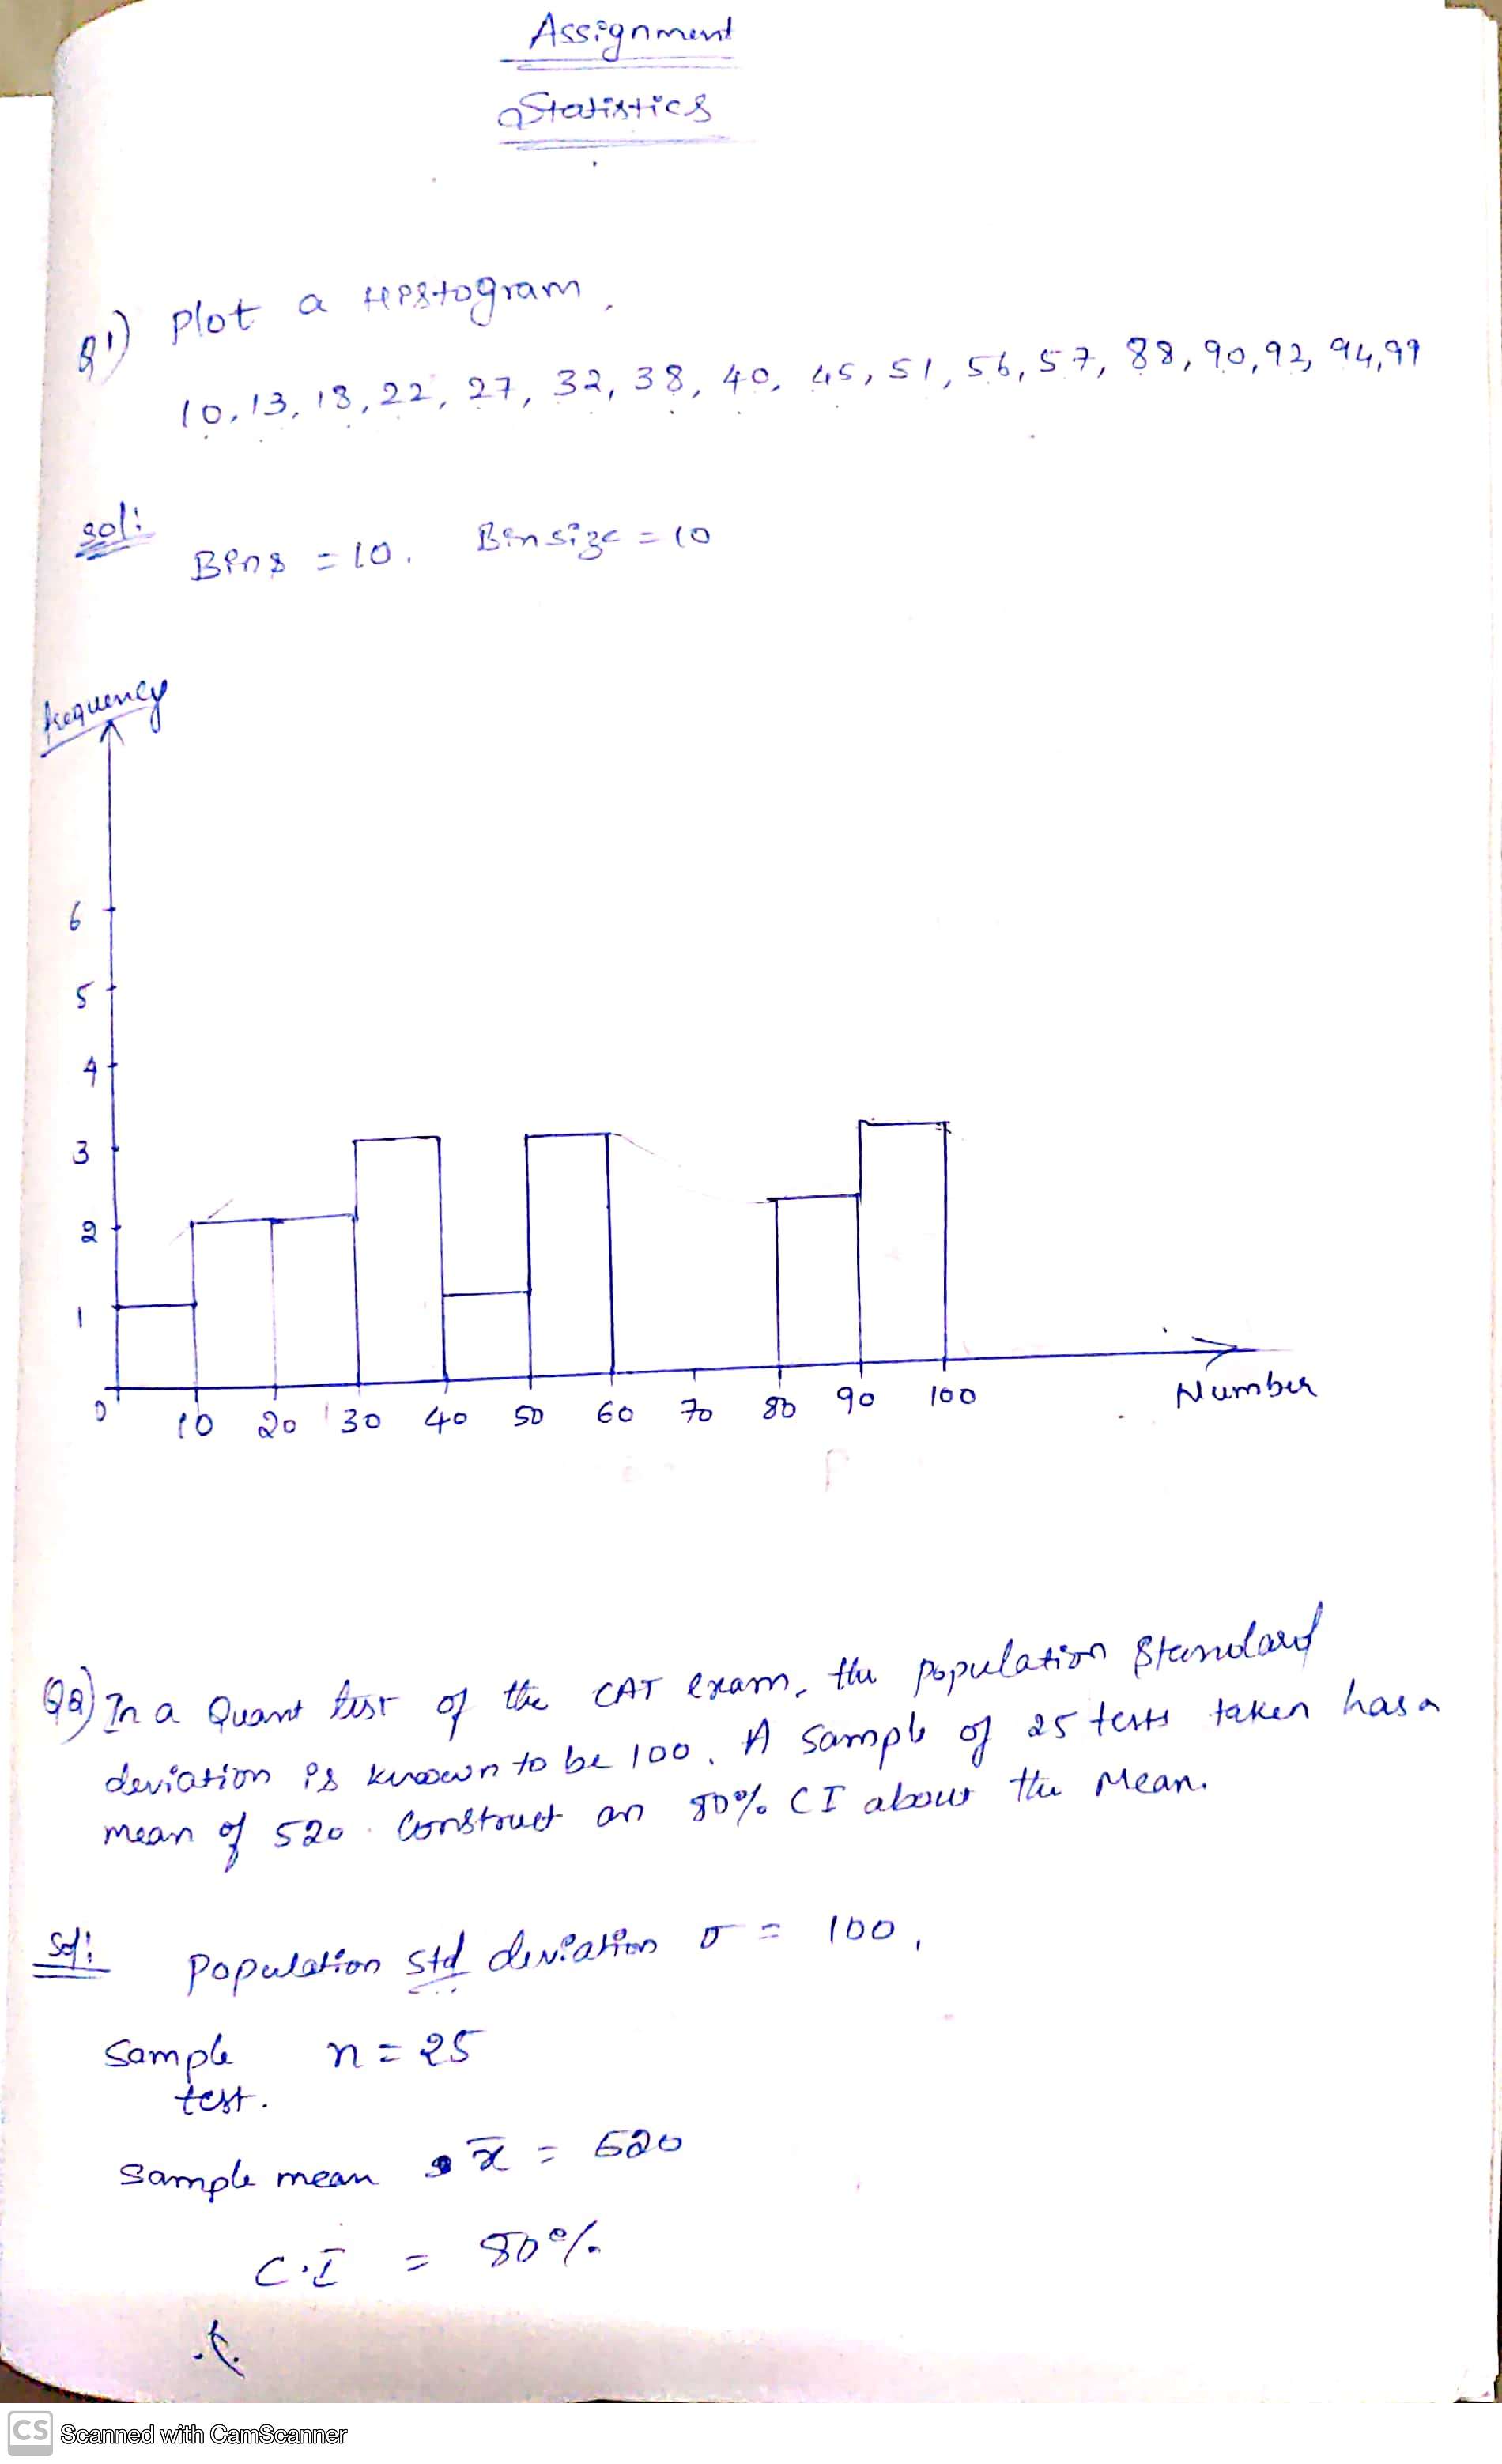 Assignment
Statistics
Q1) Plot a Histogram.
10, 13, 18, 22, 27, 32, 38, 40, 45, 51, 56, 57, 88, 90, 92, 94, 99
sol:
Bins = 10. Binsize = 10
frequency
6
5
4
3
2
1
0 10 20 30 40 50 60 70 80 90 100
Number
Q2) In a Quant test of the CAT exam, the population standard
deviation is known to be 100. A sample of 25 tests taken has a
mean of 520. Construct an 80% CI about the Mean.
Sol:
Population std deviation σ = 100,
Sample n = 25
test.
Sample mean x̄ = 520
C.I = 80%
CS Scanned with CamScanner